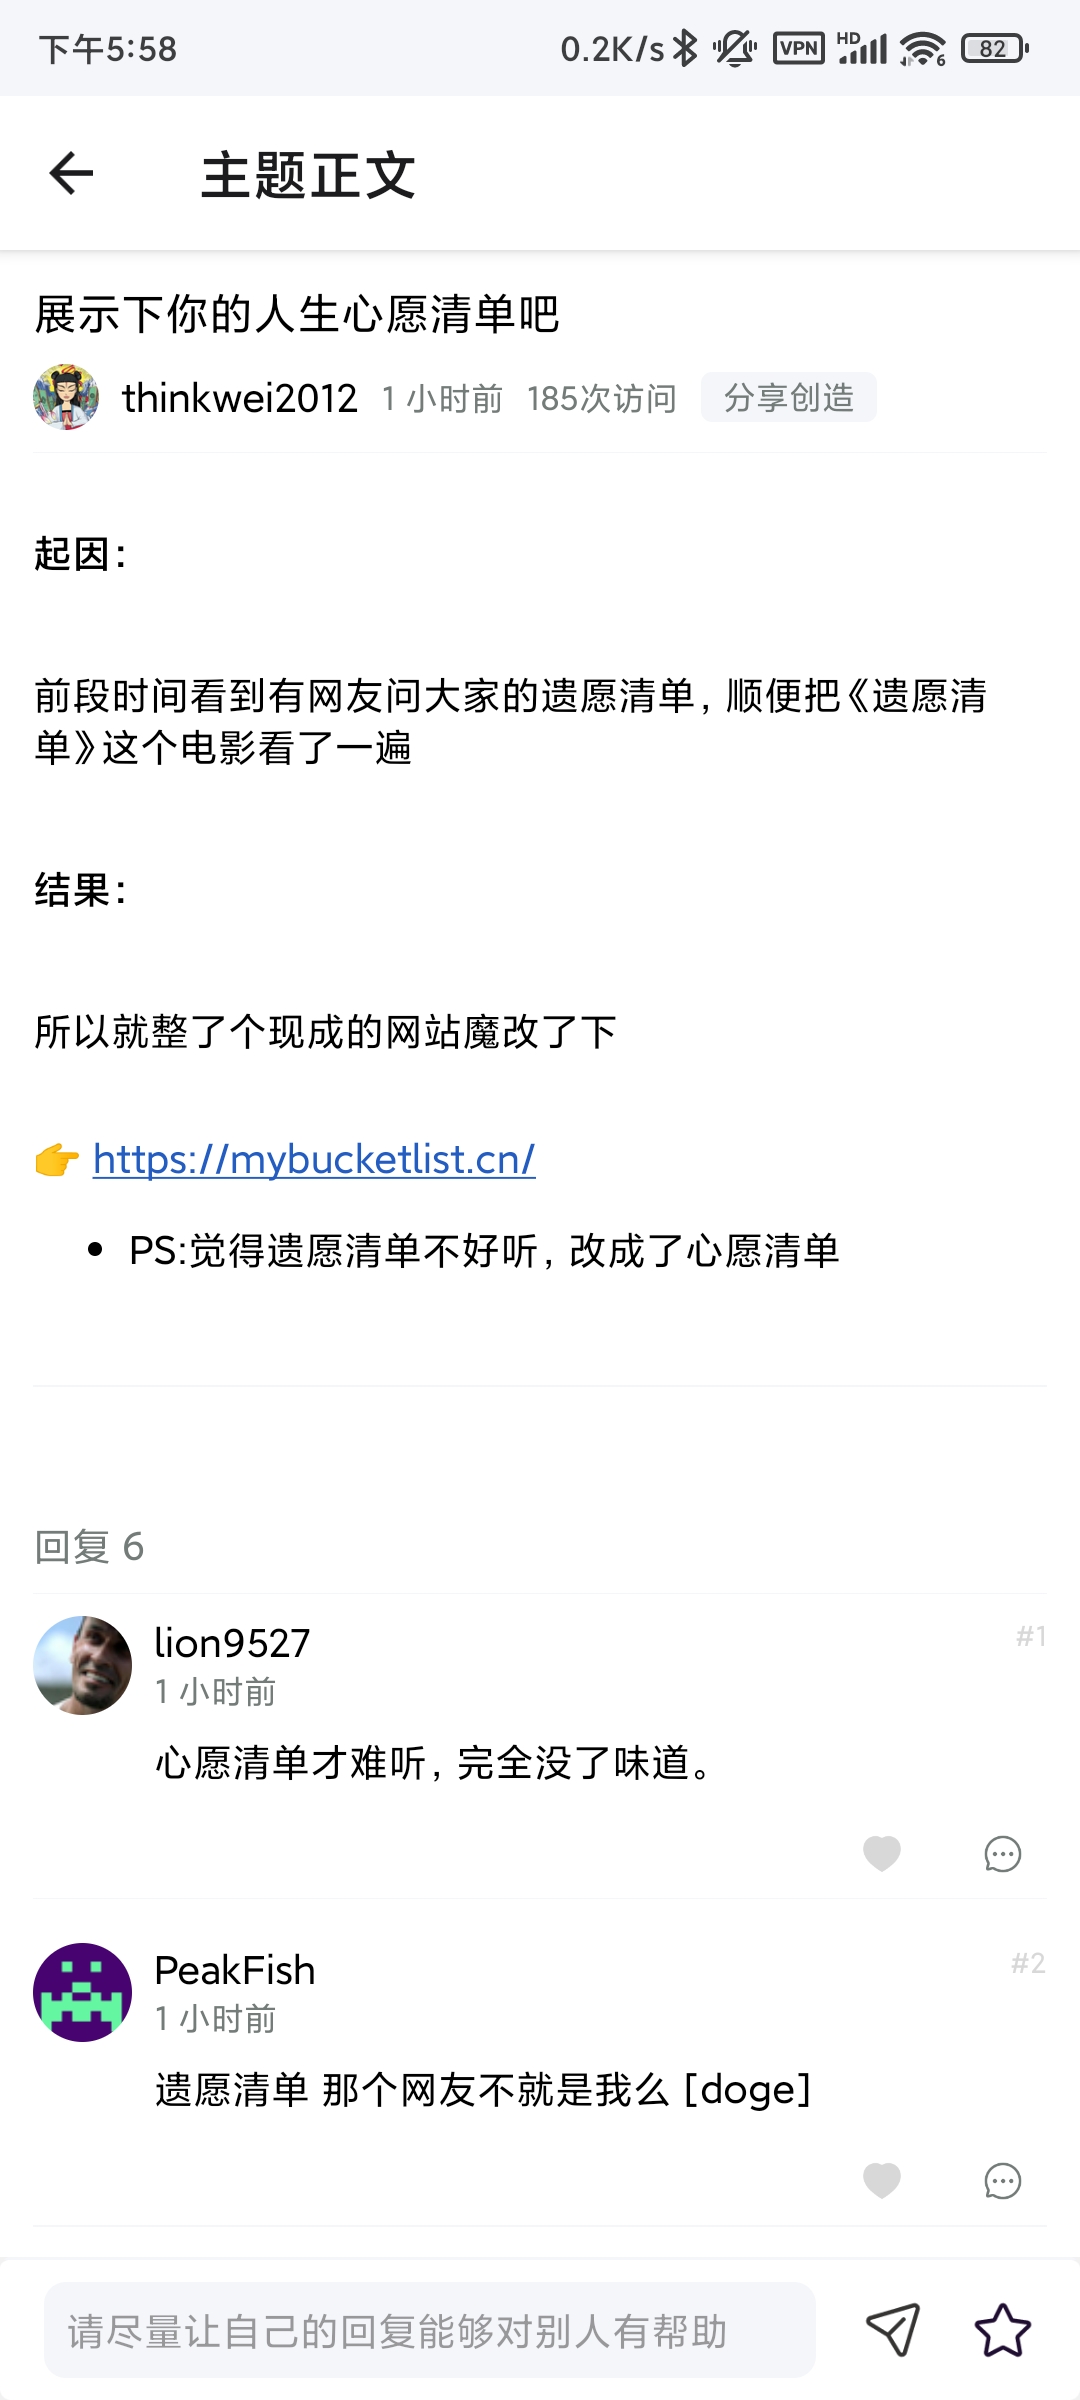 下午5:58
0.2K/s VPN HD 6 82
主题正文
展示下你的人生心愿清单吧
thinkwei2012 1 小时前 185次访问 分享创造
起因：
前段时间看到有网友问大家的遗愿清单，顺便把《遗愿清
单》这个电影看了一遍
结果：
所以就整了个现成的网站魔改了下
👉 https://mybucketlist.cn/
• PS:觉得遗愿清单不好听，改成了心愿清单
回复 6
lion9527 #1
1 小时前
心愿清单才难听，完全没了味道。
PeakFish #2
1 小时前
遗愿清单 那个网友不就是我么 [doge]
请尽量让自己的回复能够对别人有帮助